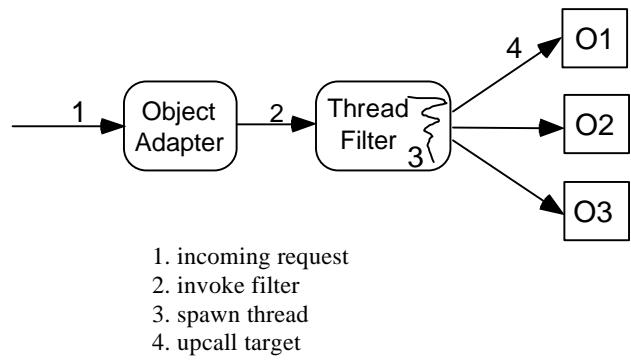 4
O1
1
Object
Adapter
2
Thread
Filter
3
O2
O3
1. incoming request
2. invoke filter
3. spawn thread
4. upcall target